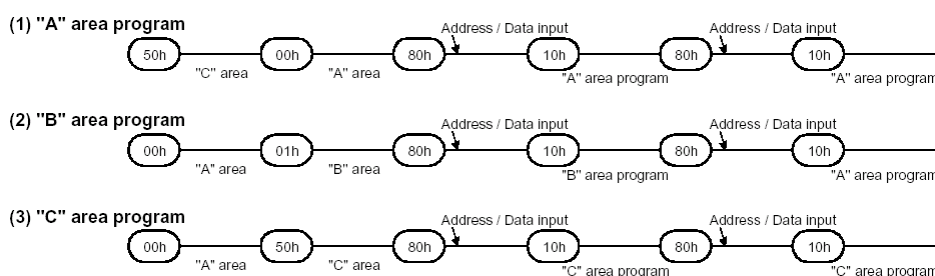 (1) "A" area program
Address / Data input Address / Data input
50h 00h 80h 10h 80h 10h
"C" area "A" area "A" area program "A" area program
(2) "B" area program
Address / Data input Address / Data input
00h 01h 80h 10h 80h 10h
"A" area "B" area "B" area program "A" area program
(3) "C" area program
Address / Data input Address / Data input
00h 50h 80h 10h 80h 10h
"A" area "C" area "C" area program "C" area program